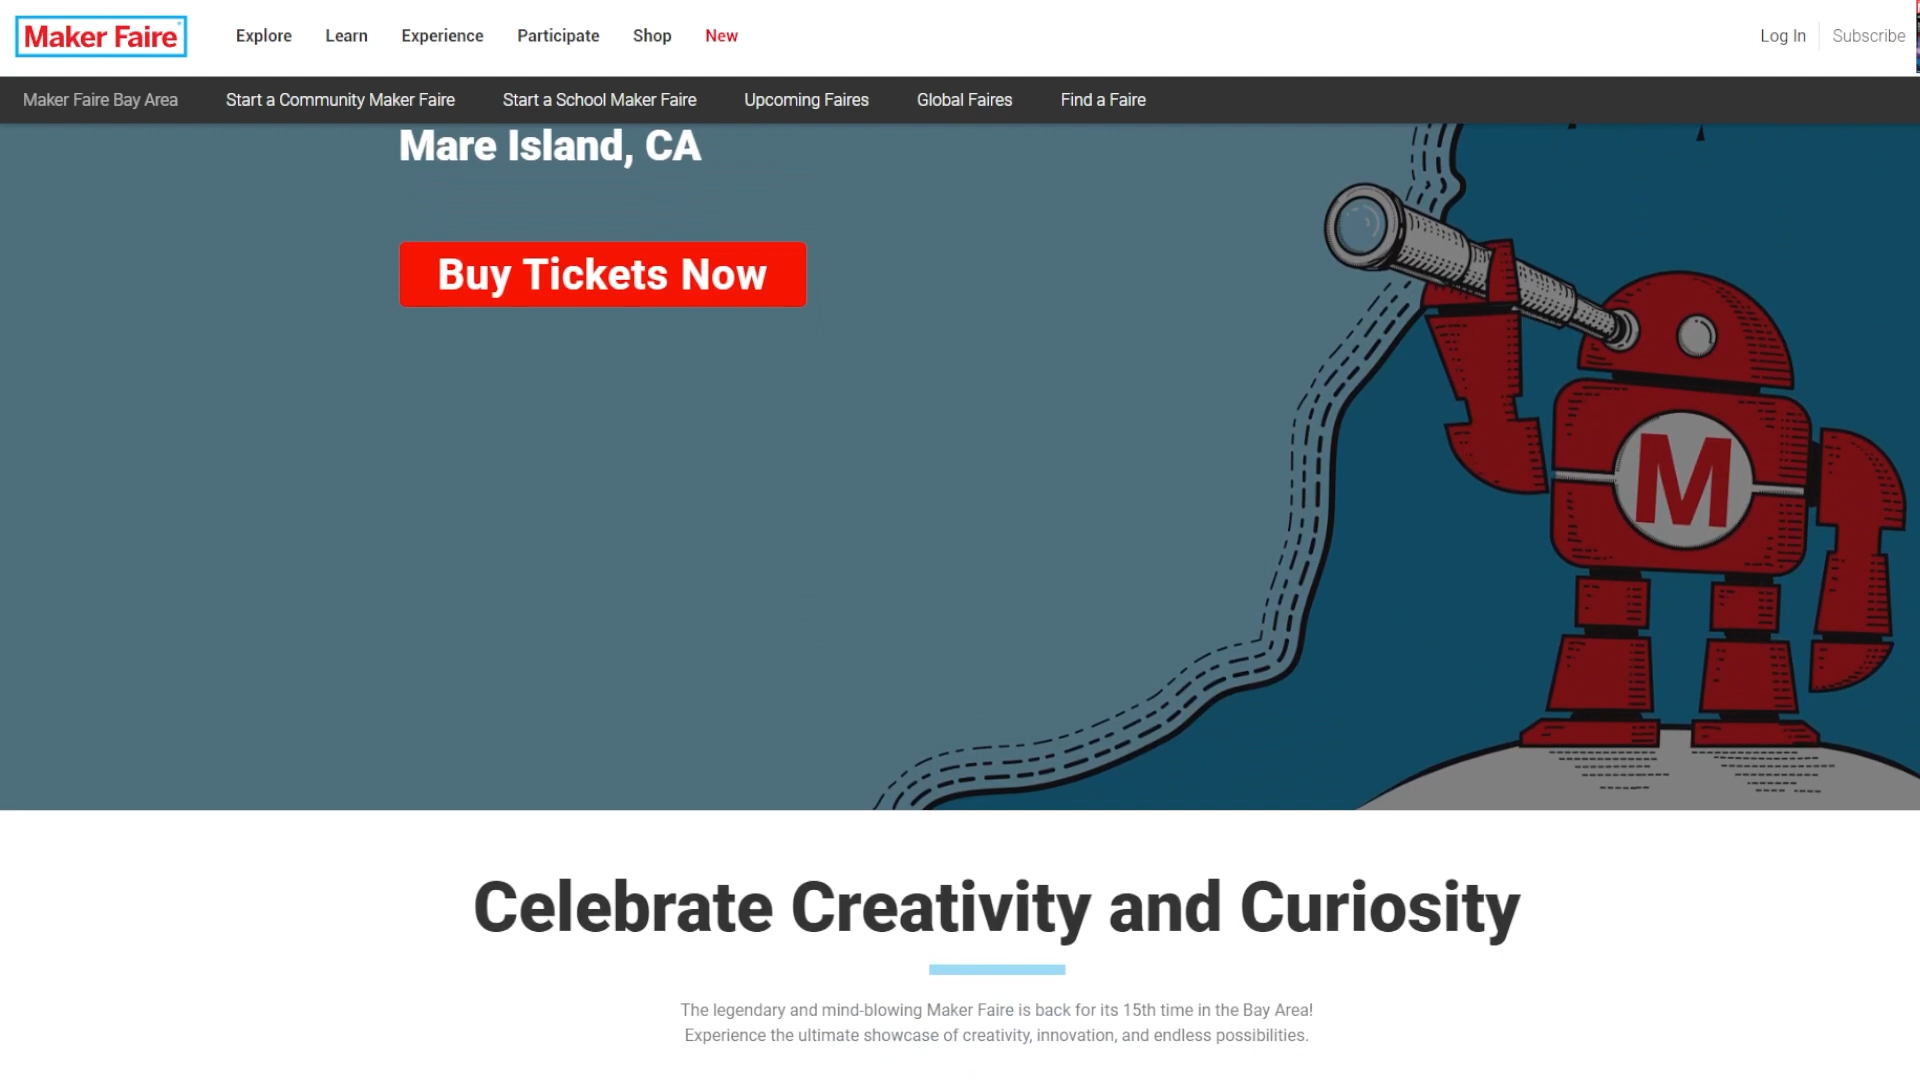 Maker Faire
Explore
Learn
Experience
Participate
Shop
New
Log In
Subscribe
Maker Faire Bay Area
Start a Community Maker Faire
Start a School Maker Faire
Upcoming Faires
Global Faires
Find a Faire
Mare Island, CA
Buy Tickets Now
M
Celebrate Creativity and Curiosity
The legendary and mind-blowing Maker Faire is back for its 15th time in the Bay Area!
Experience the ultimate showcase of creativity, innovation, and endless possibilities.